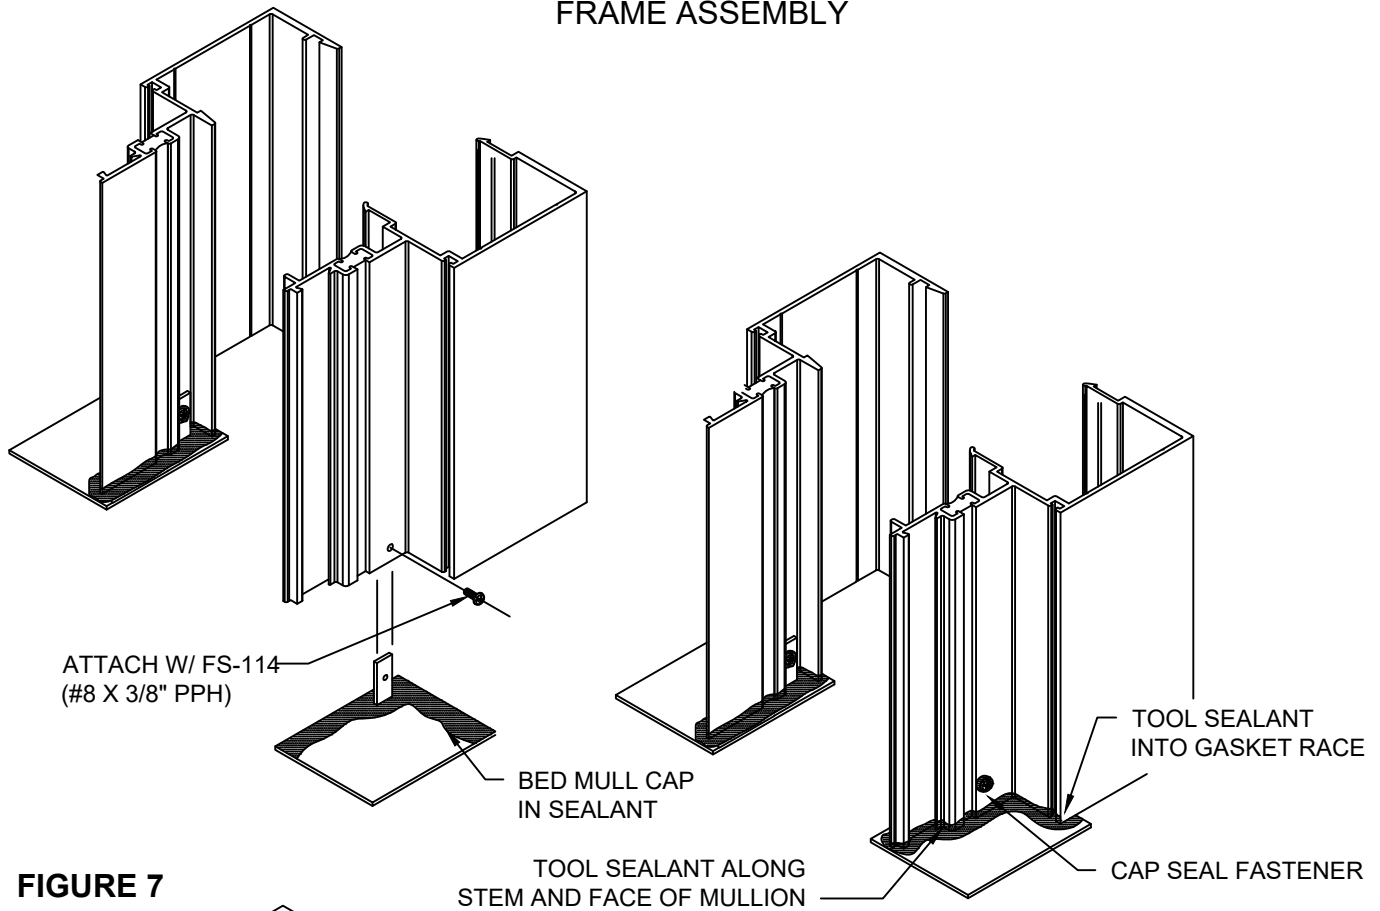 FRAME ASSEMBLY
ATTACH W/ FS-114
(#8 X 3/8" PPH)
BED MULL CAP
IN SEALANT
TOOL SEALANT
INTO GASKET RACE
CAP SEAL FASTENER
TOOL SEALANT ALONG
STEM AND FACE OF MULLION
FIGURE 7